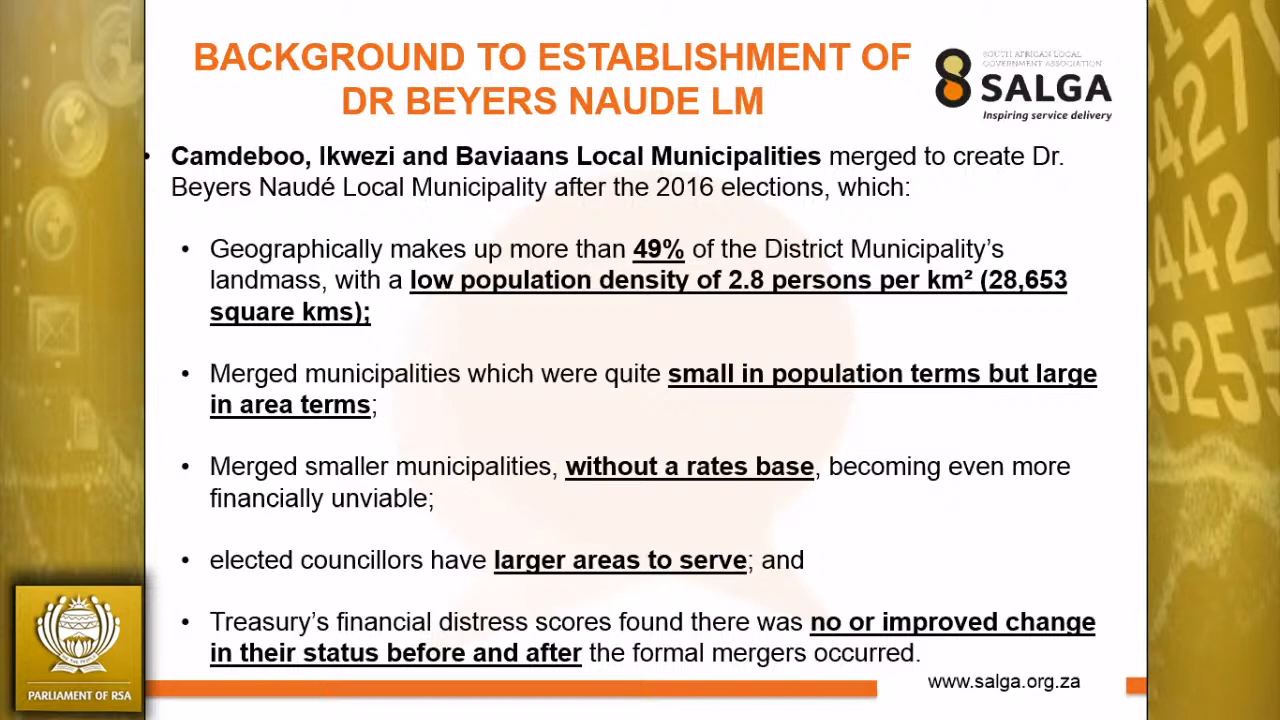 BACKGROUND TO ESTABLISHMENT OF
DR BEYERS NAUDE LM
SOUTH AFRICAN LOCAL
GOVERNMENT ASSOCIATION
SALGA
Inspiring service delivery
• Camdeboo, Ikwezi and Baviaans Local Municipalities merged to create Dr.
Beyers Naudé Local Municipality after the 2016 elections, which:
• Geographically makes up more than 49% of the District Municipality's
landmass, with a low population density of 2.8 persons per km² (28,653
square kms);
• Merged municipalities which were quite small in population terms but large
in area terms;
• Merged smaller municipalities, without a rates base, becoming even more
financially unviable;
• elected councillors have larger areas to serve; and
• Treasury's financial distress scores found there was no or improved change
in their status before and after the formal mergers occurred.
www.salga.org.za
PARLIAMENT OF RSA